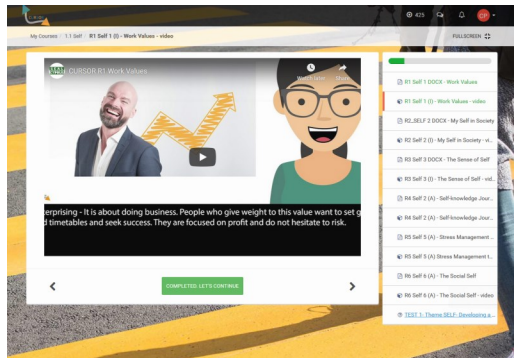 425
CP
My Courses / 1.1 Self / R1 Self 1 (I) - Work Values - video
FULLSCREEN
CURSOR R1 Work Values
Watch later
Share
erprising - It is about doing business. People who give weight to this value want to set g
d timetables and seek success. They are focused on profit and do not hesitate to risk.
COMPLETED. LET'S CONTINUE
R1 Self 1 DOCX - Work Values
R1 Self 1 (I) - Work Values - video
R2_SELF 2 DOCX - My Self in Society
R2 Self 2 (I) - My Self in Society - vi...
R3 Self 3 DOCX - The Sense of Self
R3 Self 3 (I) - The Sense of Self - vid...
R4 Self 2 (A) - Self-knowledge Jour...
R4 Self 2 (A) - Self-knowledge Jour...
R5 Self 5 (A) - Stress Management ...
R5 Self 5 (A) Stress Management t...
R6 Self 6 (A) - The Social Self
R6 Self 6 (A) - The Social Self - video
TEST 1- Theme SELF- Developing a ...